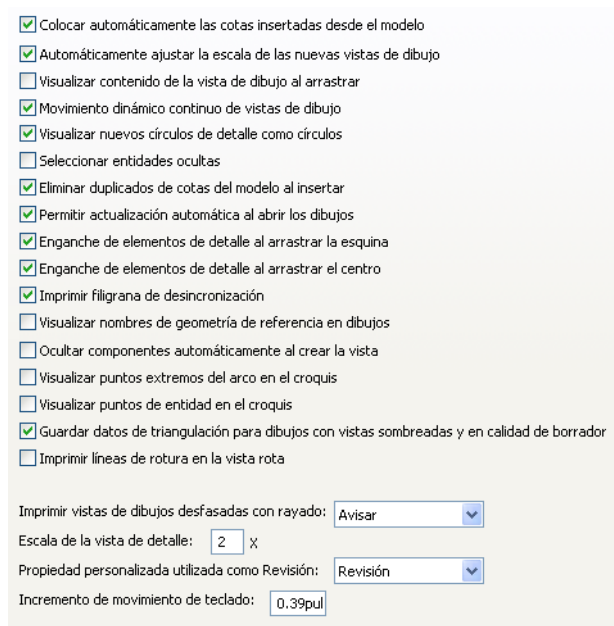 Colocar automáticamente las cotas insertadas desde el modelo
Automáticamente ajustar la escala de las nuevas vistas de dibujo
Visualizar contenido de la vista de dibujo al arrastrar
Movimiento dinámico continuo de vistas de dibujo
Visualizar nuevos círculos de detalle como círculos
Seleccionar entidades ocultas
Eliminar duplicados de cotas del modelo al insertar
Permitir actualización automática al abrir los dibujos
Enganche de elementos de detalle al arrastrar la esquina
Enganche de elementos de detalle al arrastrar el centro
Imprimir filigrana de desincronización
Visualizar nombres de geometría de referencia en dibujos
Ocultar componentes automáticamente al crear la vista
Visualizar puntos extremos del arco en el croquis
Visualizar puntos de entidad en el croquis
Guardar datos de triangulación para dibujos con vistas sombreadas y en calidad de borrador
Imprimir líneas de rotura en la vista rota
Imprimir vistas de dibujos desfasadas con rayado: Avisar
Escala de la vista de detalle: 2 X
Propiedad personalizada utilizada como Revisión: Revisión
Incremento de movimiento de teclado: 0.39pul